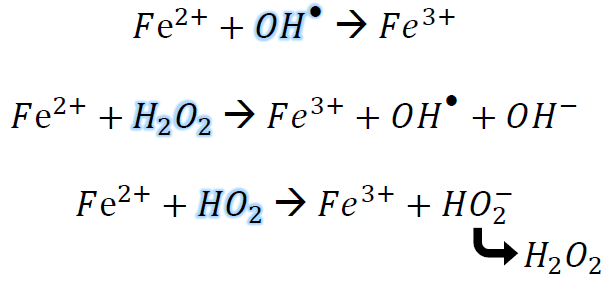 Fe²⁺ + OH• → Fe³⁺
Fe²⁺ + H₂O₂ → Fe³⁺ + OH• + OH⁻
Fe²⁺ + HO₂ → Fe³⁺ + HO₂⁻
H₂O₂